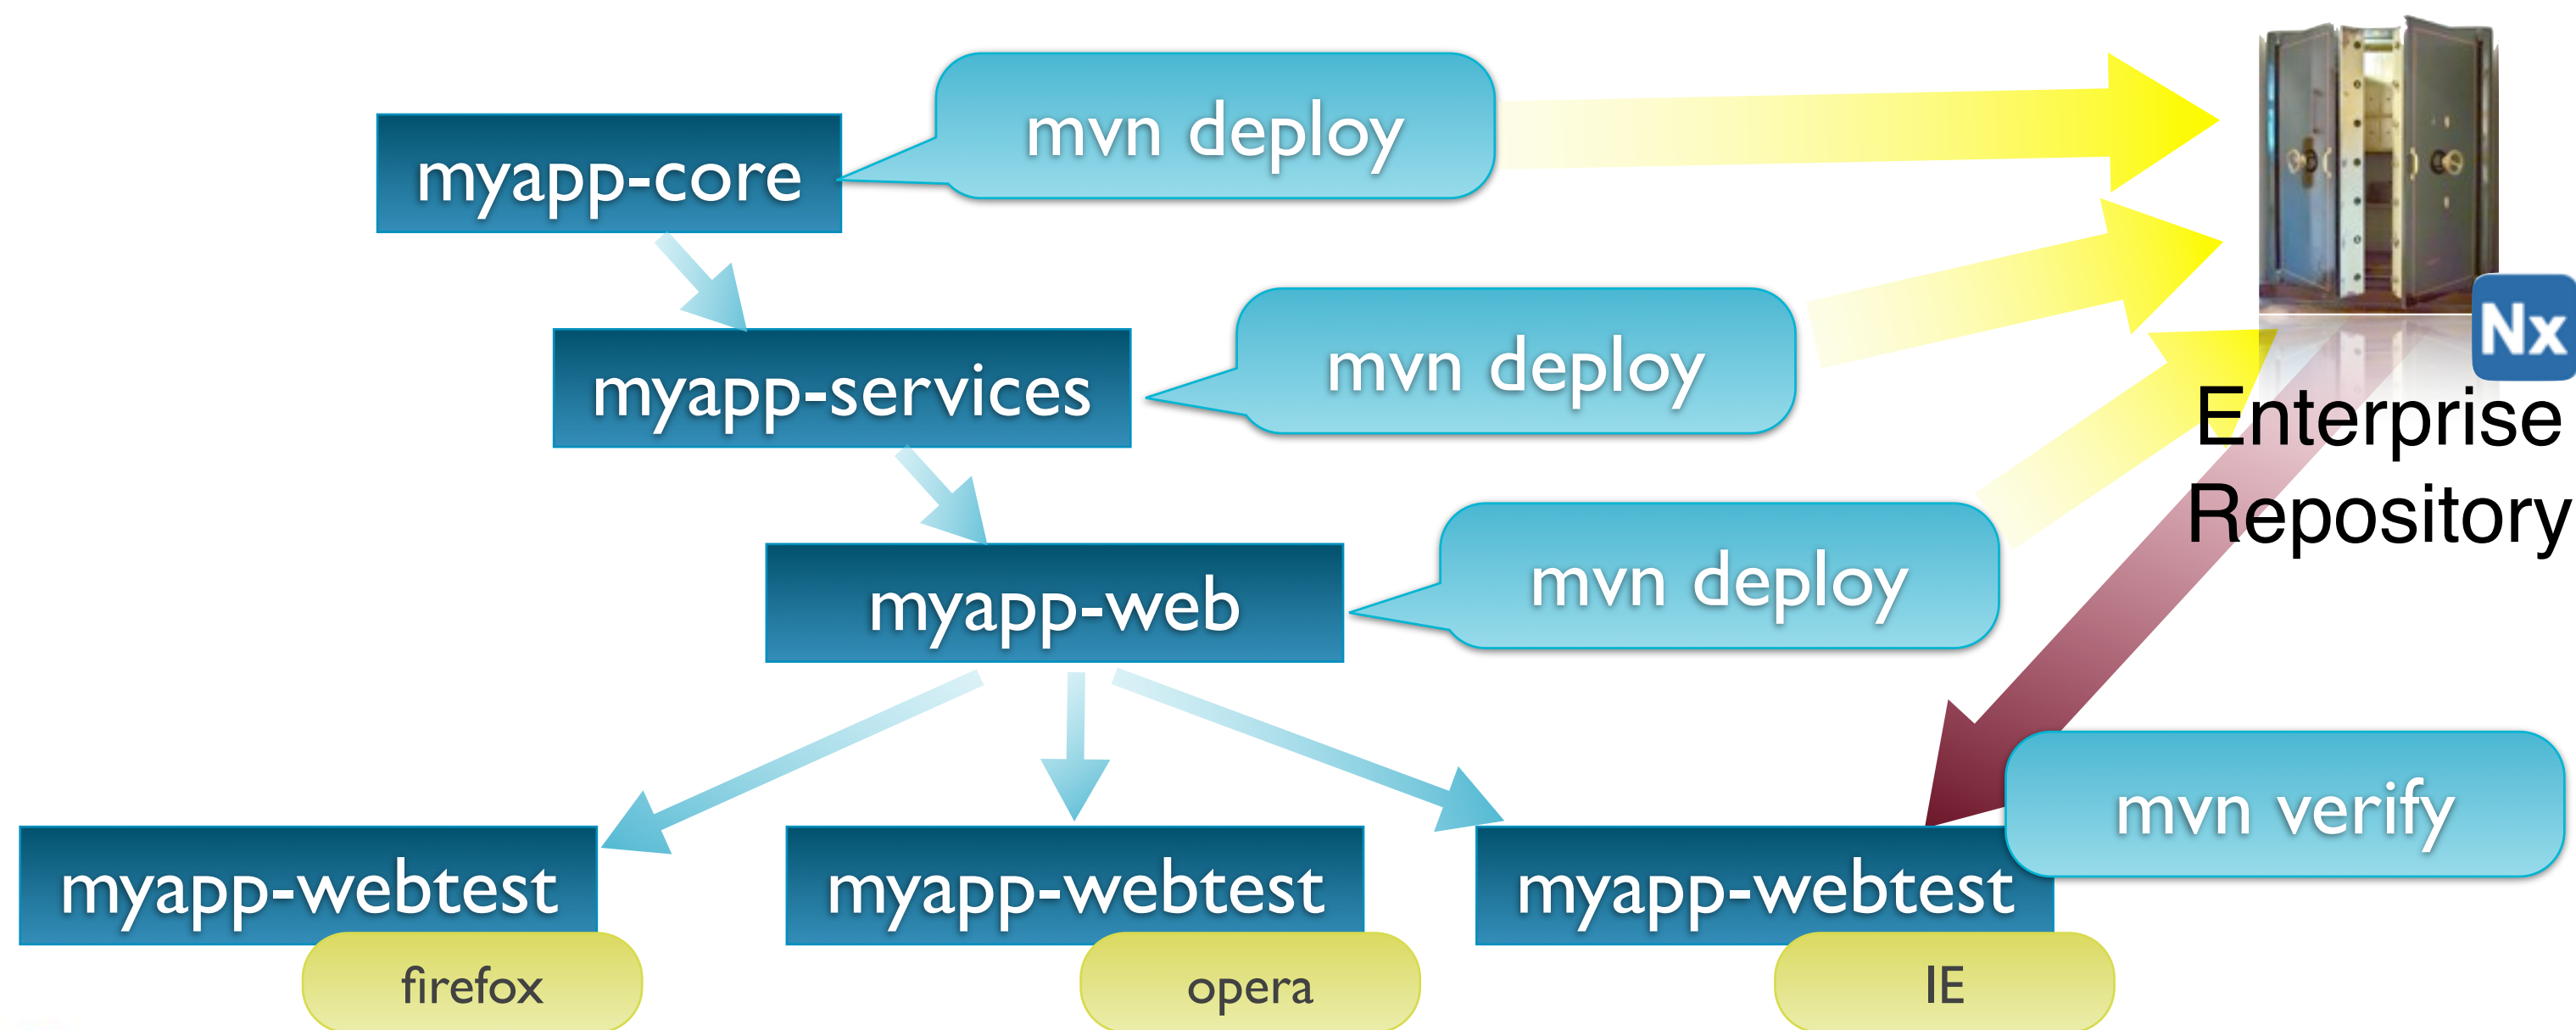 mvn deploy
myapp-core
Nx
mvn deploy
myapp-services
Enterprise
Repository
mvn deploy
myapp-web
mvn verify
myapp-webtest
myapp-webtest
myapp-webtest
firefox
opera
IE